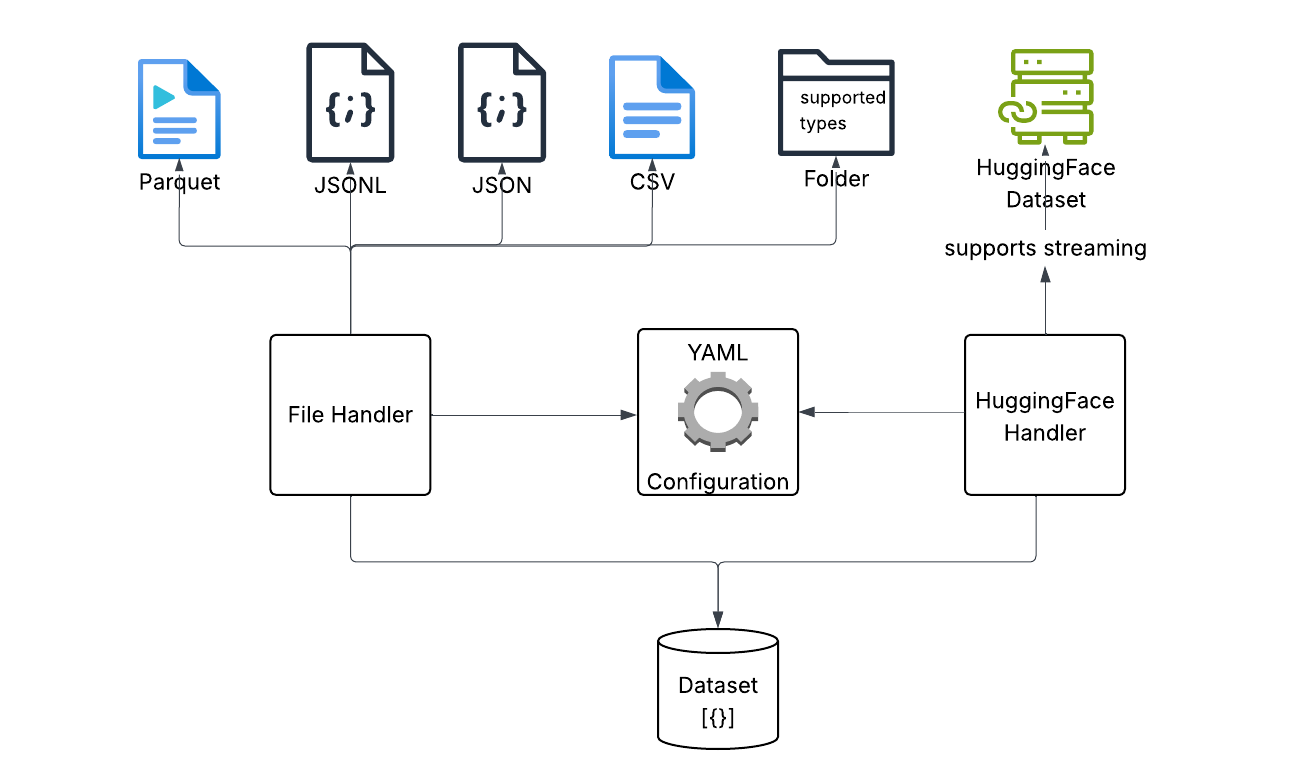 {;}
{;}
supported
types
Parquet
JSONL
JSON
CSV
Folder
HuggingFace
Dataset
supports streaming
File Handler
YAML
Configuration
HuggingFace
Handler
Dataset
[{}]